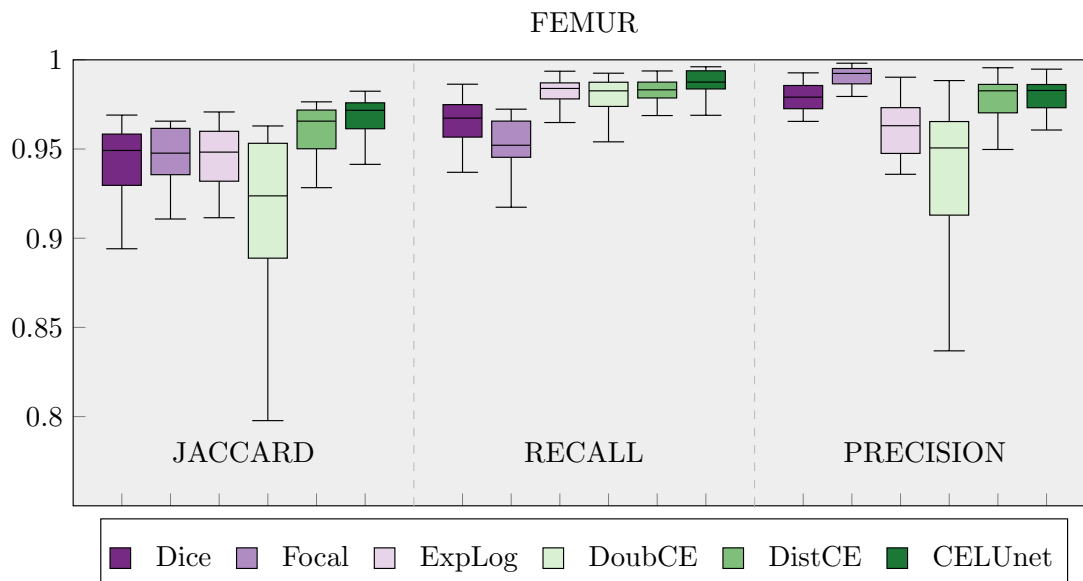 FEMUR
1
0.95
0.9
0.85
0.8
JACCARD RECALL PRECISION
Dice Focal ExpLog DoubCE DistCE CELUnet